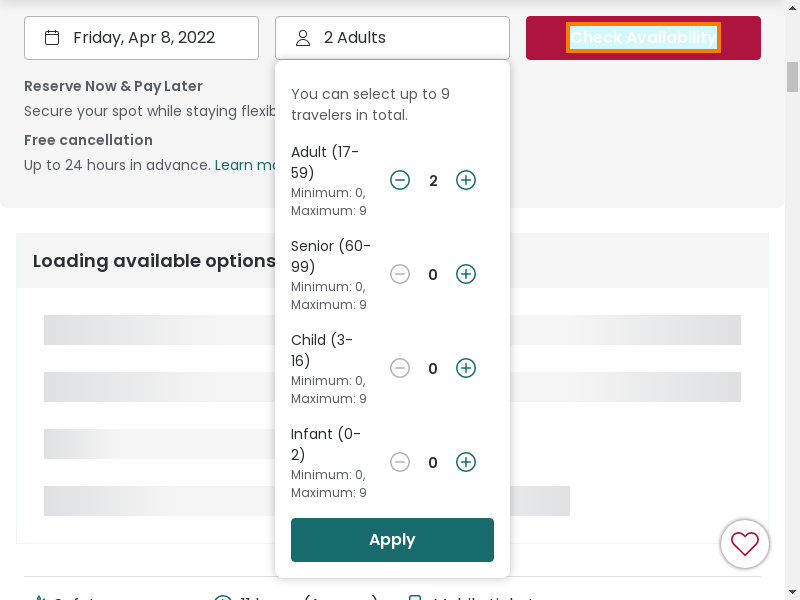 Friday, Apr 8, 2022
2 Adults
Check Availability
Reserve Now & Pay Later
Secure your spot while staying
Free cancellation
Up to 24 hours in advance. Learn
You can select up to 9
travelers in total.
Adult (17-
59)
Minimum: 0,
Maximum: 9
2
Senior (60-
99)
Minimum: 0,
Maximum: 9
0
Child (3-
16)
Minimum: 0,
Maximum: 9
0
Infant (0-
2)
Minimum: 0,
Maximum: 9
0
Apply
Loading available options